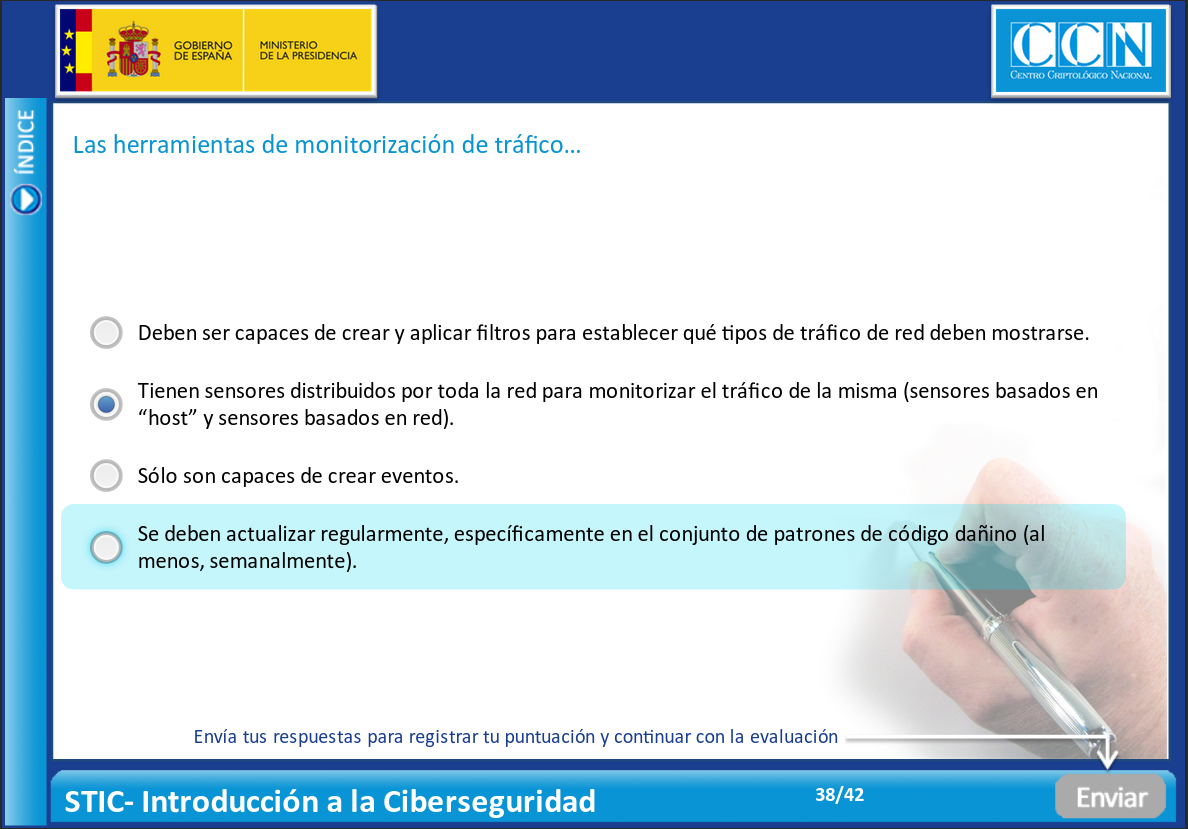 GOBIERNO
DE ESPAÑA
MINISTERIO
DE LA PRESIDENCIA
CCN
CENTRO CRIPTOLÓGICO NACIONAL
ÍNDICE
Las herramientas de monitorización de tráfico...
Deben ser capaces de crear y aplicar filtros para establecer qué tipos de tráfico de red deben mostrarse.
Tienen sensores distribuidos por toda la red para monitorizar el tráfico de la misma (sensores basados en
“host” y sensores basados en red).
Sólo son capaces de crear eventos.
Se deben actualizar regularmente, específicamente en el conjunto de patrones de código dañino (al
menos, semanalmente).
Envía tus respuestas para registrar tu puntuación y continuar con la evaluación
STIC- Introducción a la Ciberseguridad
38/42
Enviar